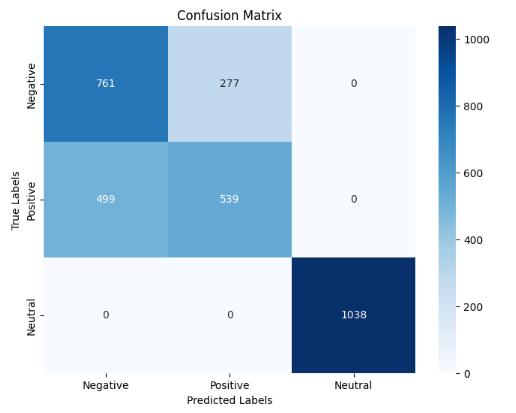 Confusion Matrix
Negative 761 277 0
Positive 499 539 0
Neutral 0 0 1038
True Labels
Negative Positive Neutral
Predicted Labels
1000
800
600
400
200
0